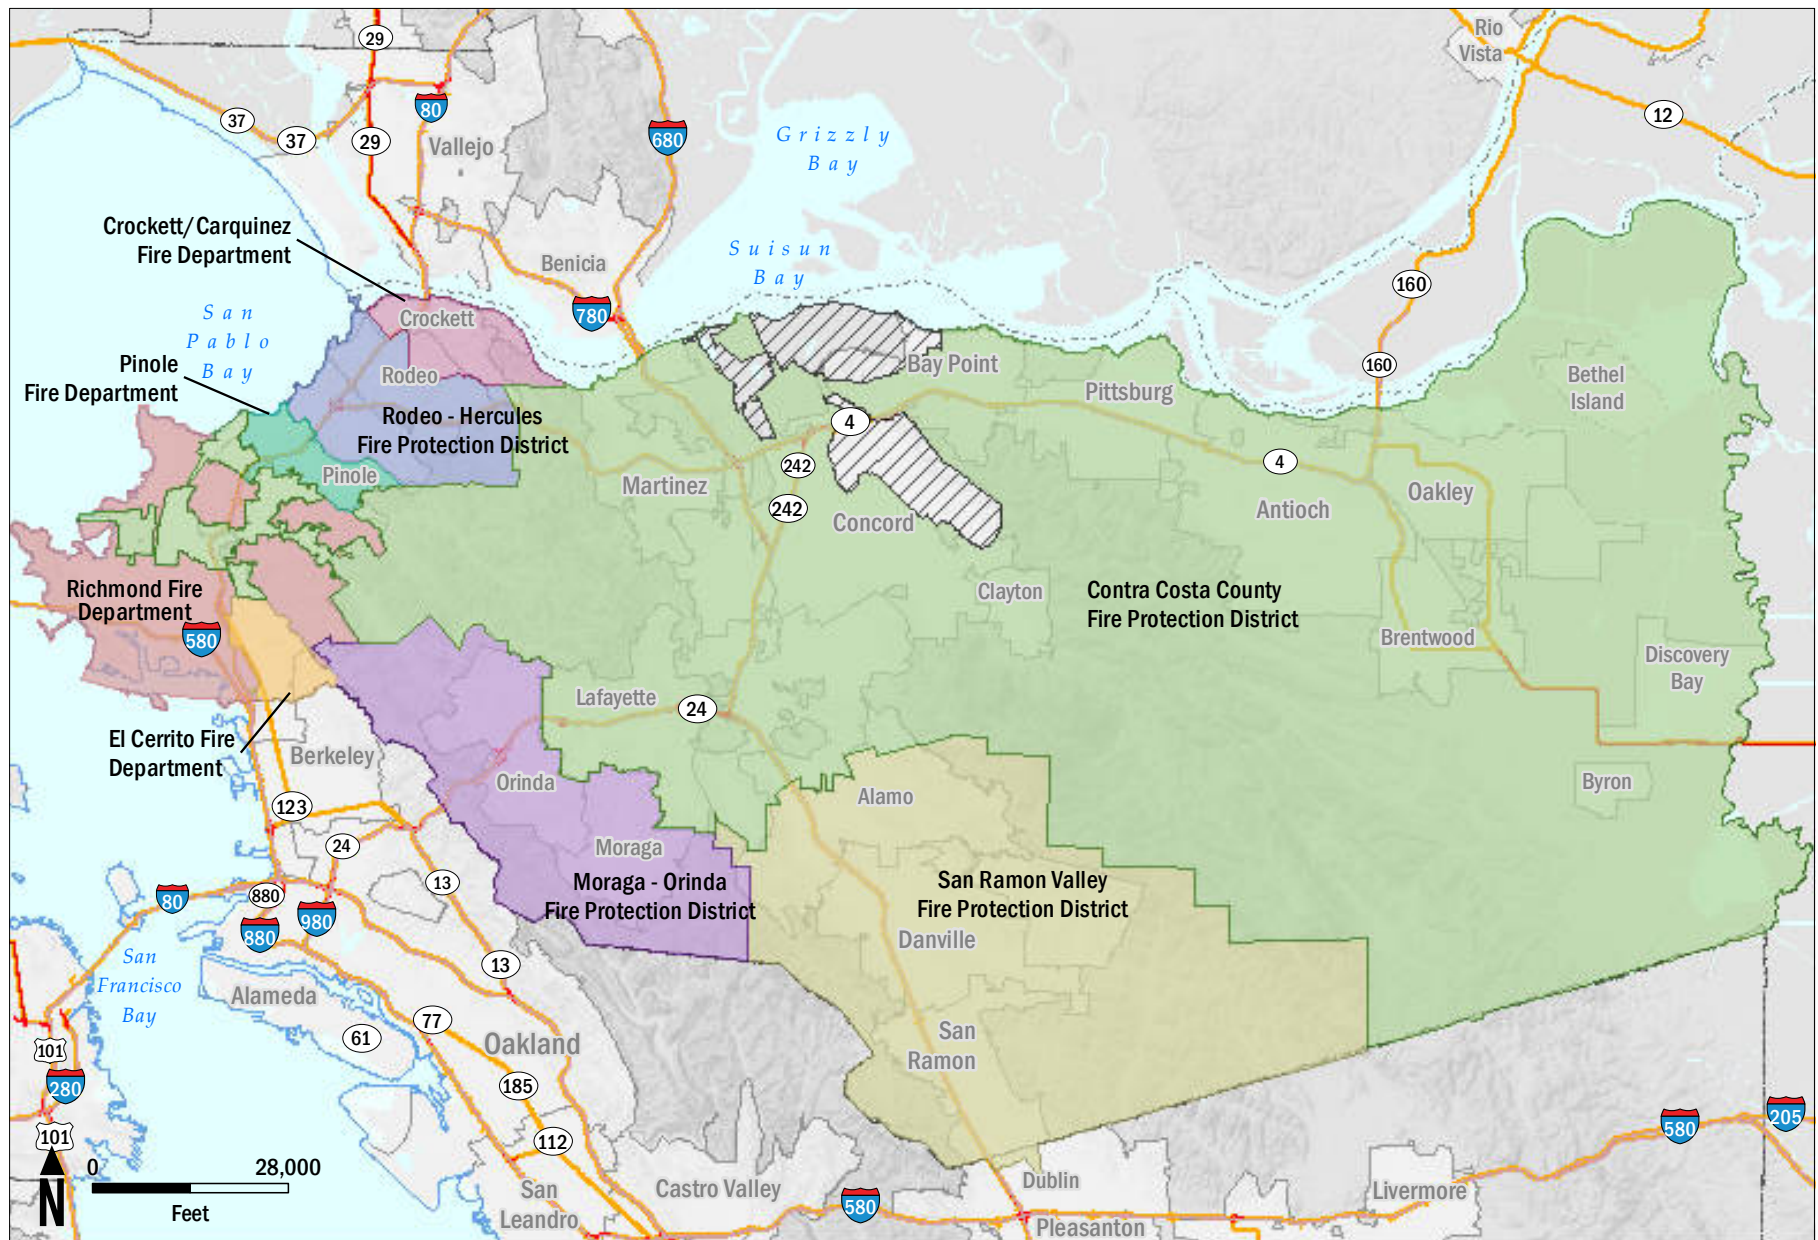 29
Rio
Vista
37
80
37
29
Vallejo
680
12
Grizzly
Bay
Crockett/Carquinez
Fire Department
Suisun
Bay
Benicia
160
San
Pablo
Bay
Crockett
780
Pinole
Fire Department
Rodeo
Bay Point
160
Pittsburg
Bethel
Island
Rodeo - Hercules
Fire Protection District
4
242
4
Pinole
Martinez
242
Concord
Antioch
Oakley
Richmond Fire
Department
580
Clayton
Contra Costa County
Fire Protection District
Brentwood
Discovery
Bay
Lafayette
24
El Cerrito Fire
Department
Berkeley
Orinda
Alamo
Byron
123
24
Moraga
13
Moraga - Orinda
Fire Protection District
San Ramon Valley
Fire Protection District
80
880
980
880
Danville
San
Francisco
Bay
13
Alameda
77
61
Oakland
San
Ramon
101
280
185
101
112
580
205
0
28,000
Feet
N
San
Leandro
Castro Valley
580
Dublin
Pleasanton
Livermore